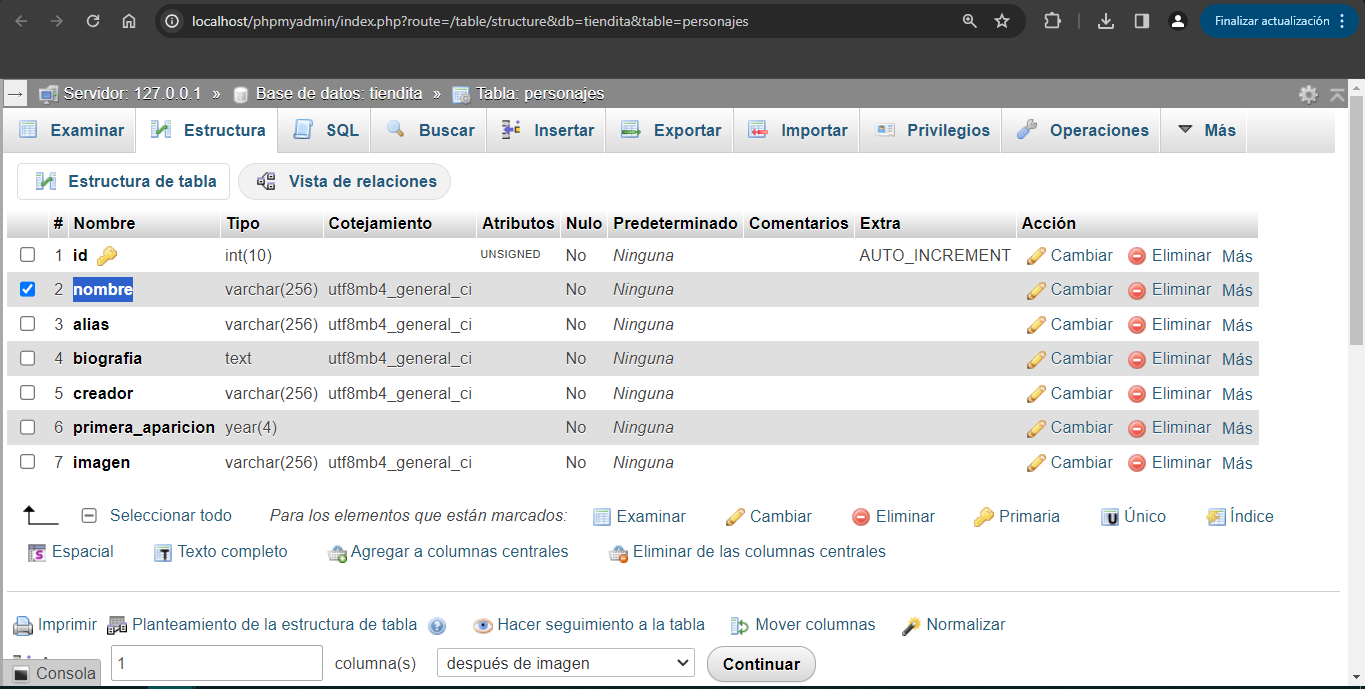 localhost/phpmyadmin/index.php?route=/table/structure&db=tiendita&table=personajes Finalizar actualización
Servidor: 127.0.0.1 » Base de datos: tiendita » Tabla: personajes
Examinar Estructura SQL Buscar Insertar Exportar Importar Privilegios Operaciones Más
Estructura de tabla Vista de relaciones
# Nombre Tipo Cotejamiento Atributos Nulo Predeterminado Comentarios Extra Acción
1 id int(10) UNSIGNED No Ninguna AUTO_INCREMENT Cambiar Eliminar Más
2 nombre varchar(256) utf8mb4_general_ci No Ninguna Cambiar Eliminar Más
3 alias varchar(256) utf8mb4_general_ci No Ninguna Cambiar Eliminar Más
4 biografia text utf8mb4_general_ci No Ninguna Cambiar Eliminar Más
5 creador varchar(256) utf8mb4_general_ci No Ninguna Cambiar Eliminar Más
6 primera_aparicion year(4) No Ninguna Cambiar Eliminar Más
7 imagen varchar(256) utf8mb4_general_ci No Ninguna Cambiar Eliminar Más
Seleccionar todo Para los elementos que están marcados: Examinar Cambiar Eliminar Primaria Único Índice
Espacial Texto completo Agregar a columnas centrales Eliminar de las columnas centrales
Imprimir Planteamiento de la estructura de tabla Hacer seguimiento a la tabla Mover columnas Normalizar
1 columna(s) después de imagen Continuar
Consola